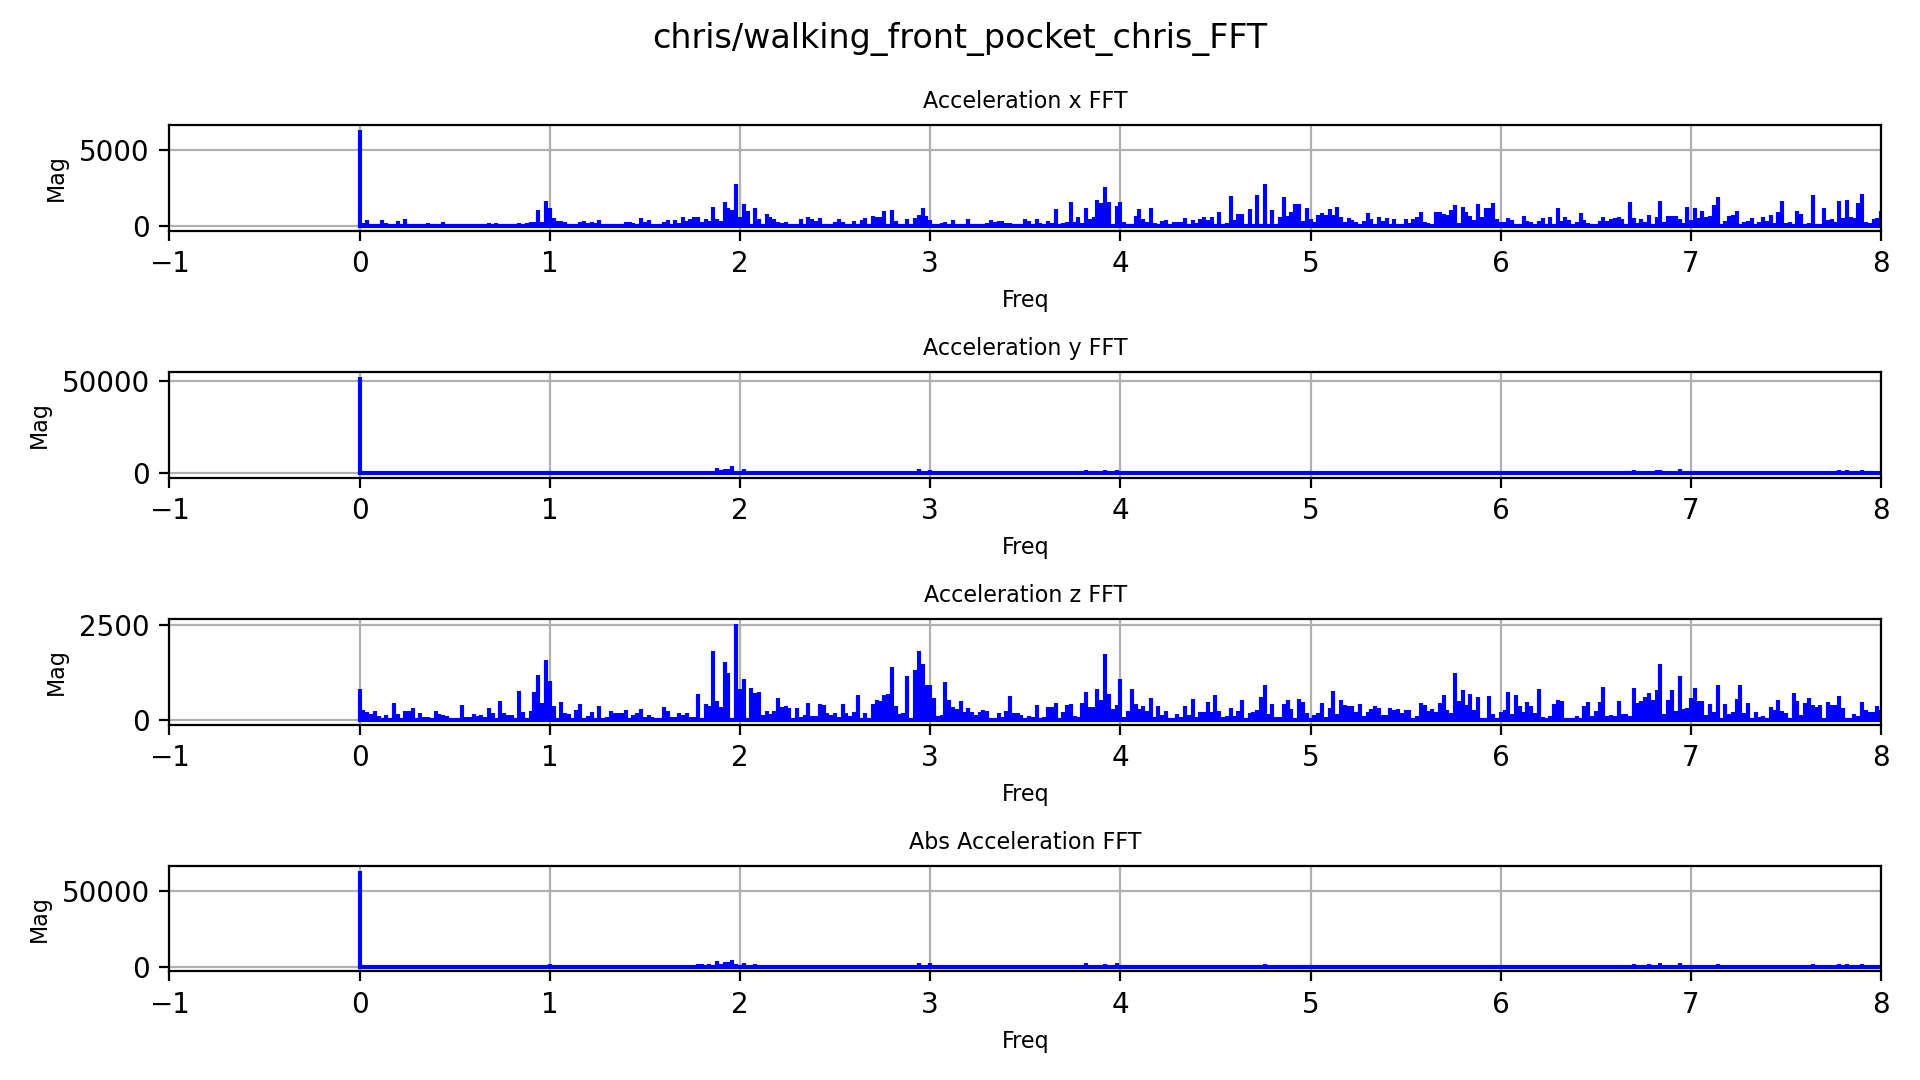 chris/walking_front_pocket_chris_FFT
Acceleration x FFT
Mag
5000
0
−1 0 1 2 3 4 5 6 7 8
Freq
Acceleration y FFT
Mag
50000
0
−1 0 1 2 3 4 5 6 7 8
Freq
Acceleration z FFT
Mag
2500
0
−1 0 1 2 3 4 5 6 7 8
Freq
Abs Acceleration FFT
Mag
50000
0
−1 0 1 2 3 4 5 6 7 8
Freq